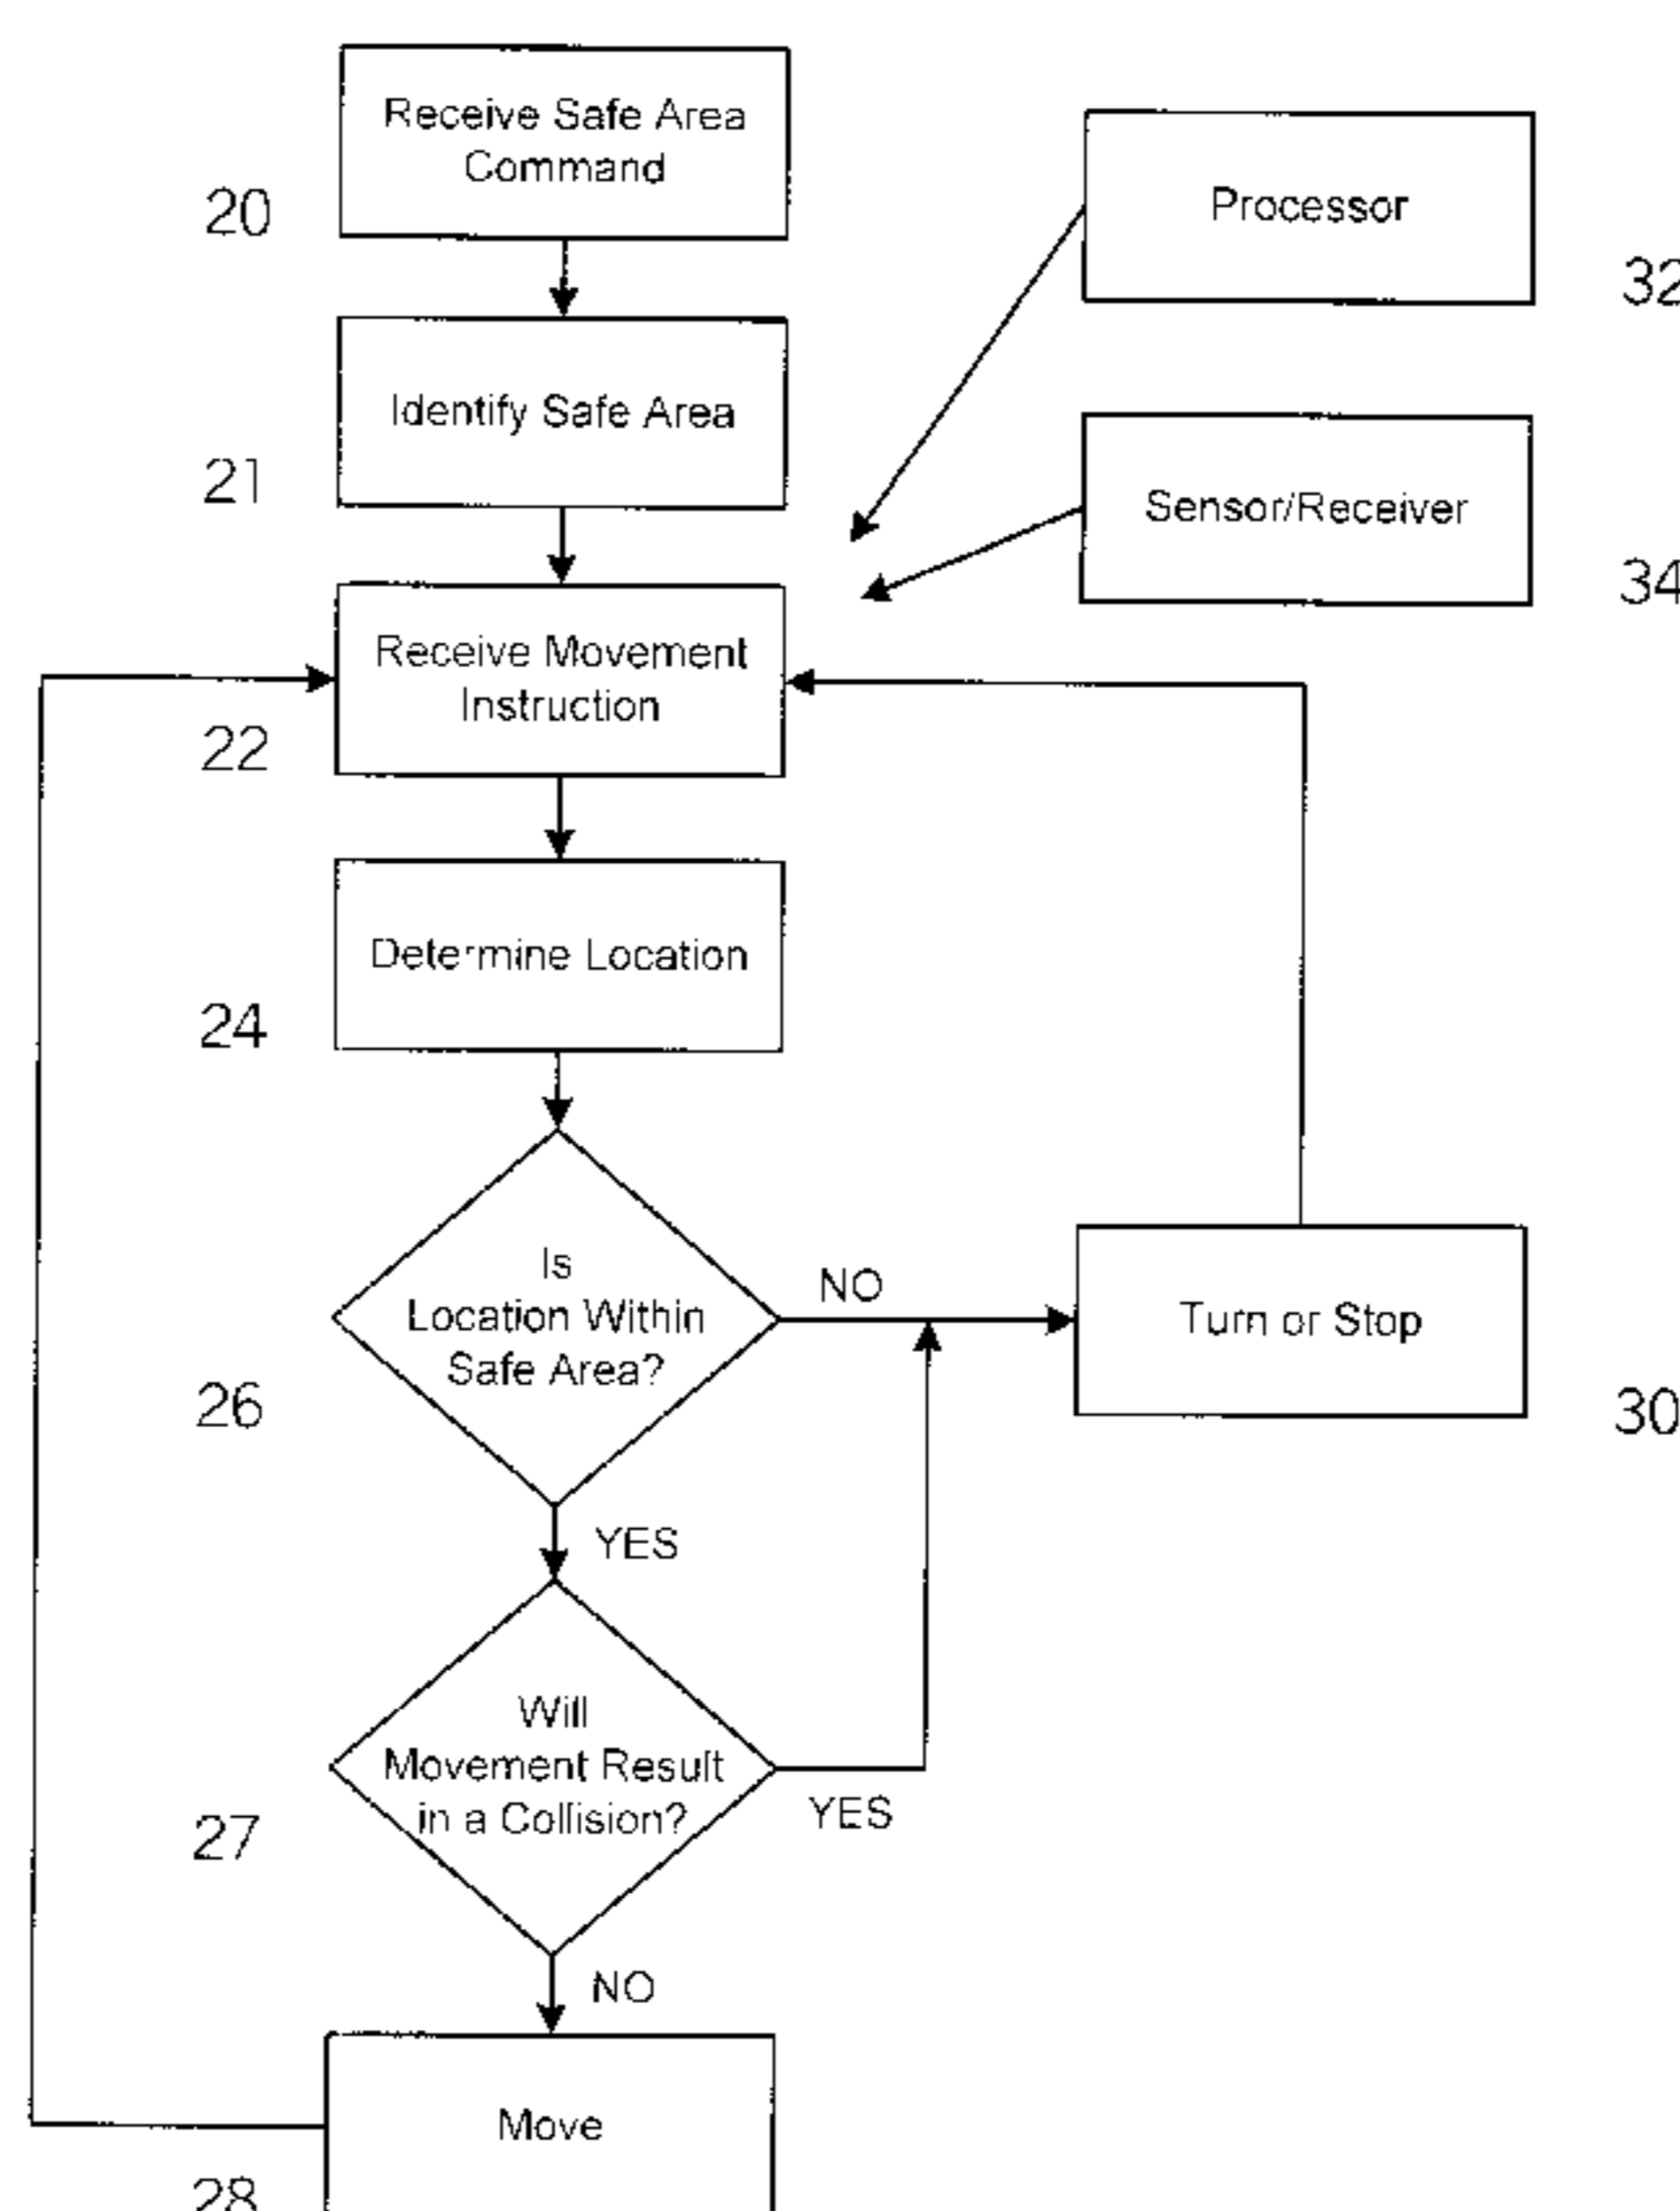 Receive Safe Area
Command
20
Processor
32
Identify Safe Area
21
Sensor/Receiver
34
Receive Movement
Instruction
22
Determine Location
24
Is
Location Within
Safe Area?
26
NO
Turn or Stop
30
YES
Will
Movement Result
in a Collision?
27
YES
NO
Move
28